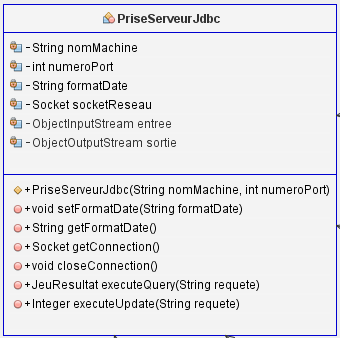 PriseServeurJdbc
- String nomMachine
- int numeroPort
- String formatDate
- Socket socketReseau
- ObjectInputStream entree
- ObjectOutputStream sortie
+ PriseServeurJdbc(String nomMachine, int numeroPort)
+ void setFormatDate(String formatDate)
+ String getFormatDate()
+ Socket getConnection()
+ void closeConnection()
+ JeuResultat executeQuery(String requete)
+ Integer executeUpdate(String requete)